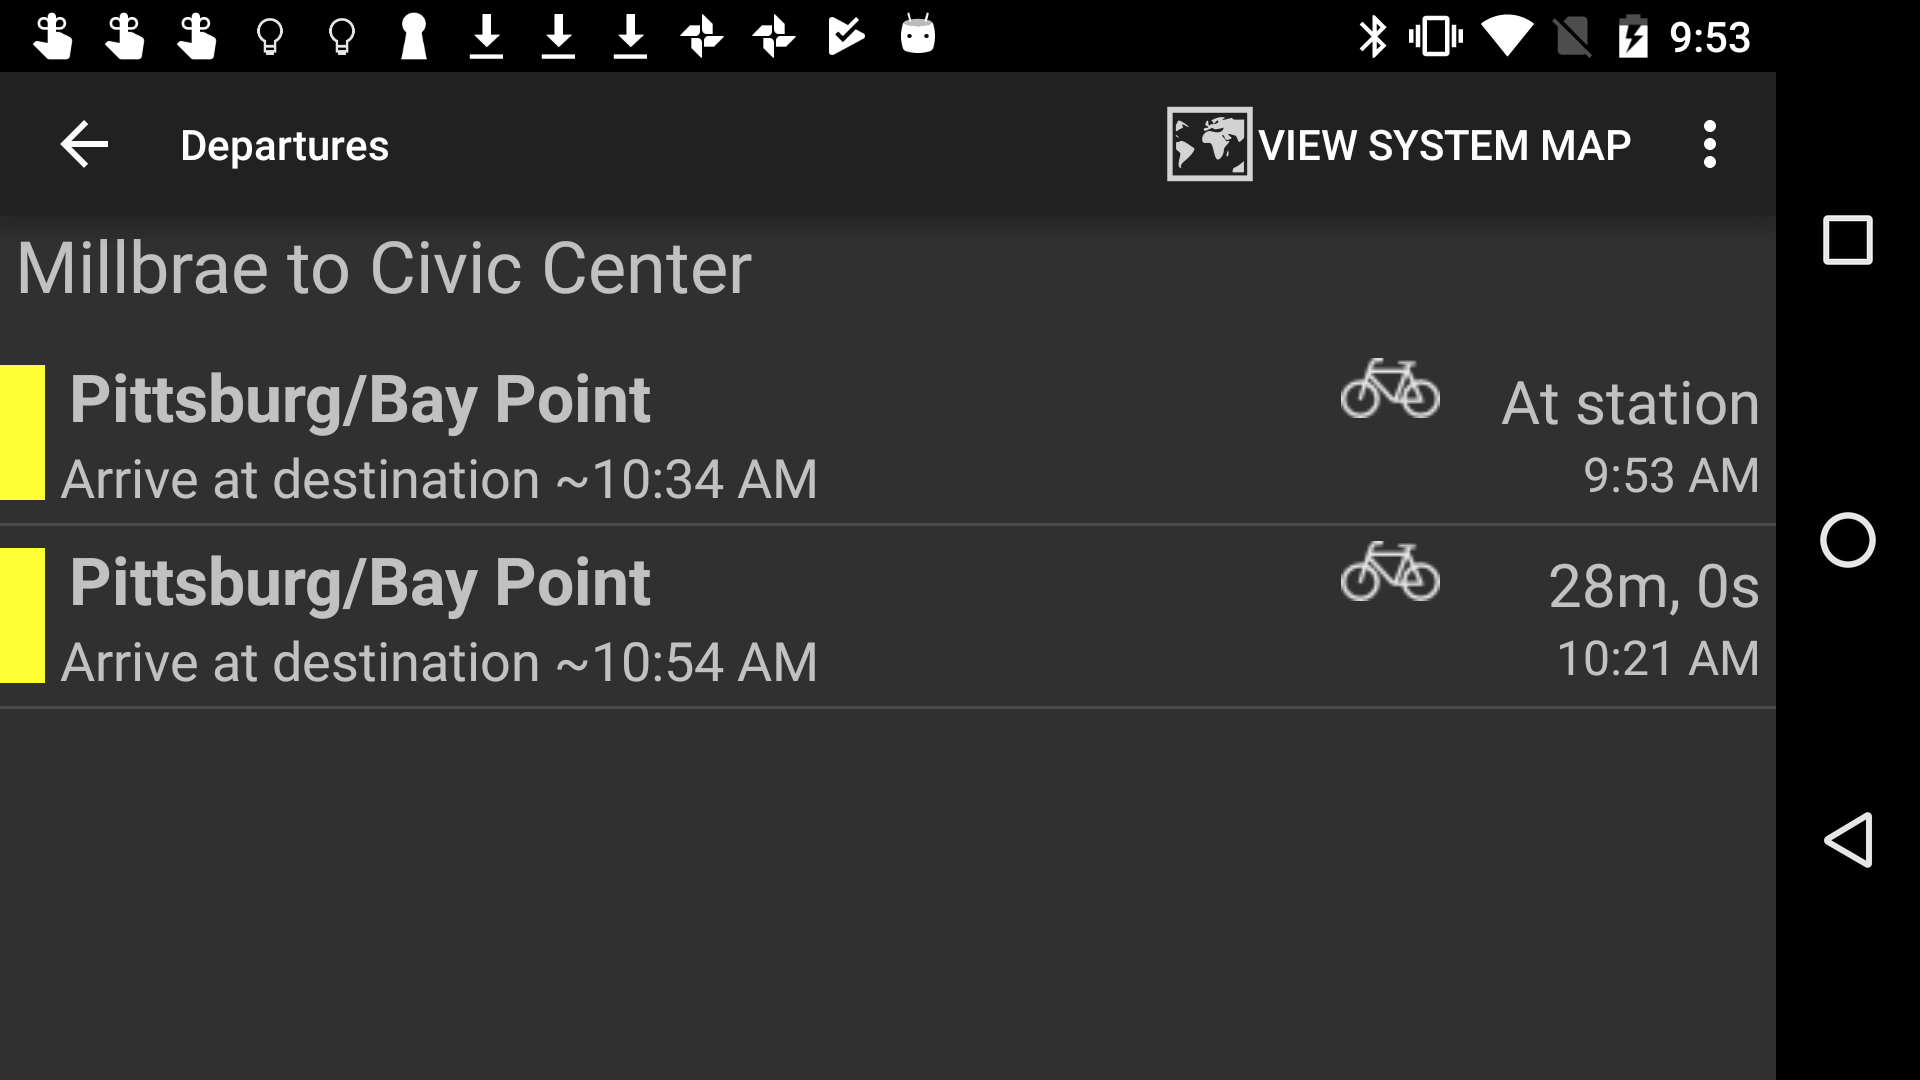 9:53
Departures
VIEW SYSTEM MAP
Millbrae to Civic Center
Pittsburg/Bay Point
At station
Arrive at destination ~10:34 AM
9:53 AM
Pittsburg/Bay Point
28m, 0s
Arrive at destination ~10:54 AM
10:21 AM